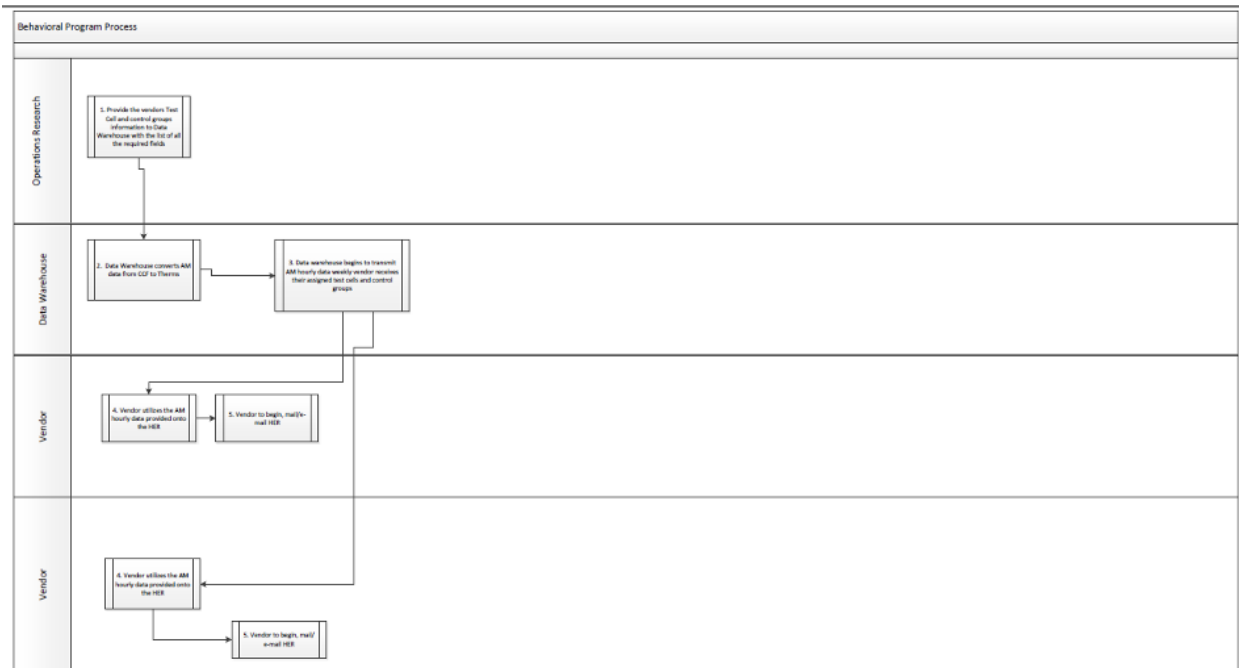 Behavioral Program Process
Operations Research
1. Provide the vendors Test
Cell and control groups
information to Data
Warehouse with the list of all
the required fields
Data Warehouse
2. Data Warehouse converts AM
data from CCF to Therms
3. Data warehouse begins to transmit
AM hourly data weekly vendor receives
their assigned test cells and control
groups
Vendor
4. Vendor utilizes the AM
hourly data provided onto
the HER
5. Vendor to begin, mail/e-
mail HER
Vendor
4. Vendor utilizes the AM
hourly data provided onto
the HER
5. Vendor to begin, mail/
e-mail HER